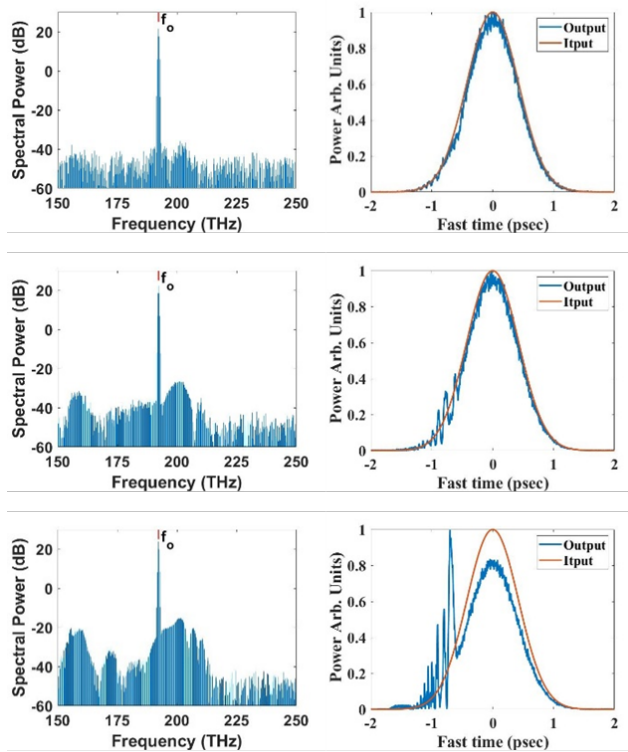 30
0
-20
-40
-60
Spectral Power (dB)
f
o
150 175 200 225 250
Frequency (THz)
1
0.8
0.6
0.4
0.2
0
Power Arb. Units)
Output
Itput
-2 -1 0 1 2
Fast time (psec)
30
0
-20
-40
-60
Spectral Power (dB)
f
o
150 175 200 225 250
Frequency (THz)
1
0.8
0.6
0.4
0.2
0
Power Arb. Units)
Output
Itput
-2 -1 0 1 2
Fast time (psec)
30
0
-20
-40
-60
Spectral Power (dB)
f
o
150 175 200 225 250
Frequency (THz)
1
0.8
0.6
0.4
0.2
0
Power Arb. Units)
Output
Itput
-2 -1 0 1 2
Fast time (psec)